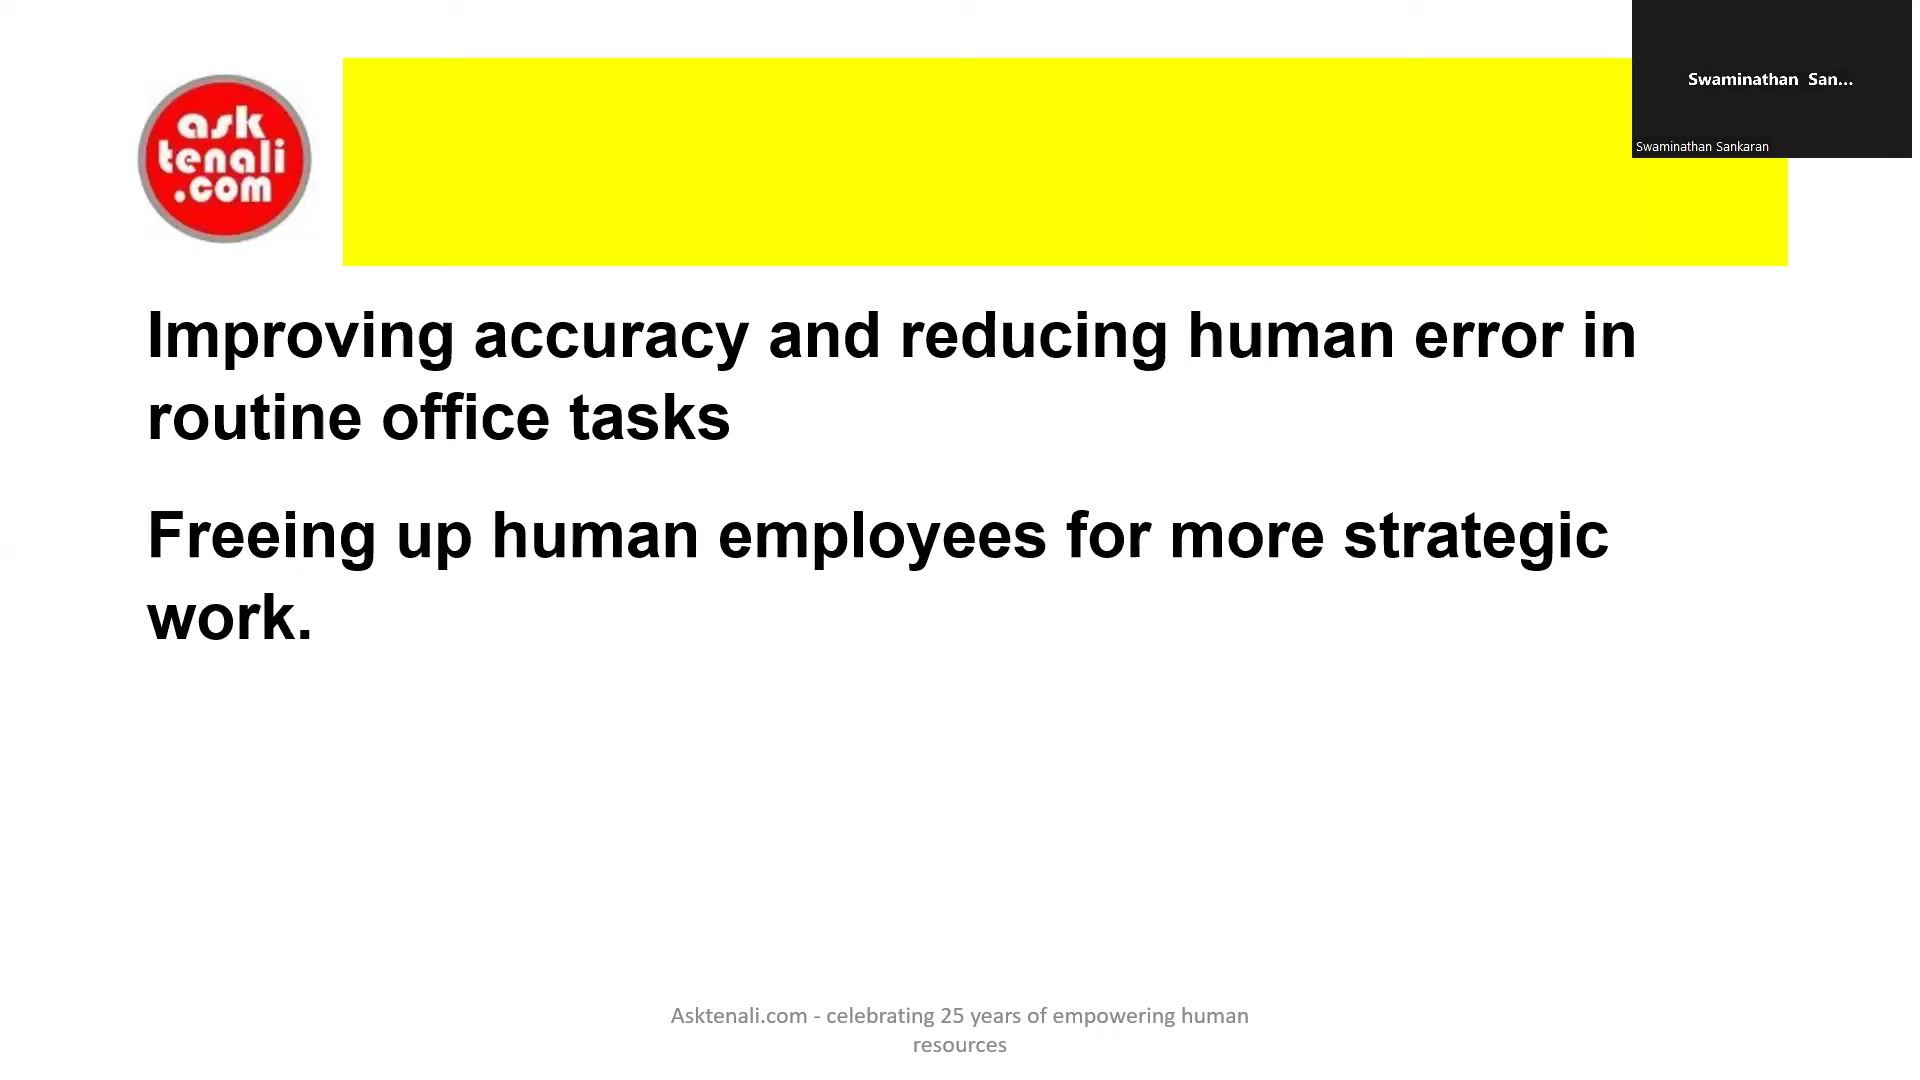 ask
tenali
.com
Swaminathan San...
Swaminathan Sankaran
Improving accuracy and reducing human error in
routine office tasks
Freeing up human employees for more strategic
work.
Asktenali.com - celebrating 25 years of empowering human
resources